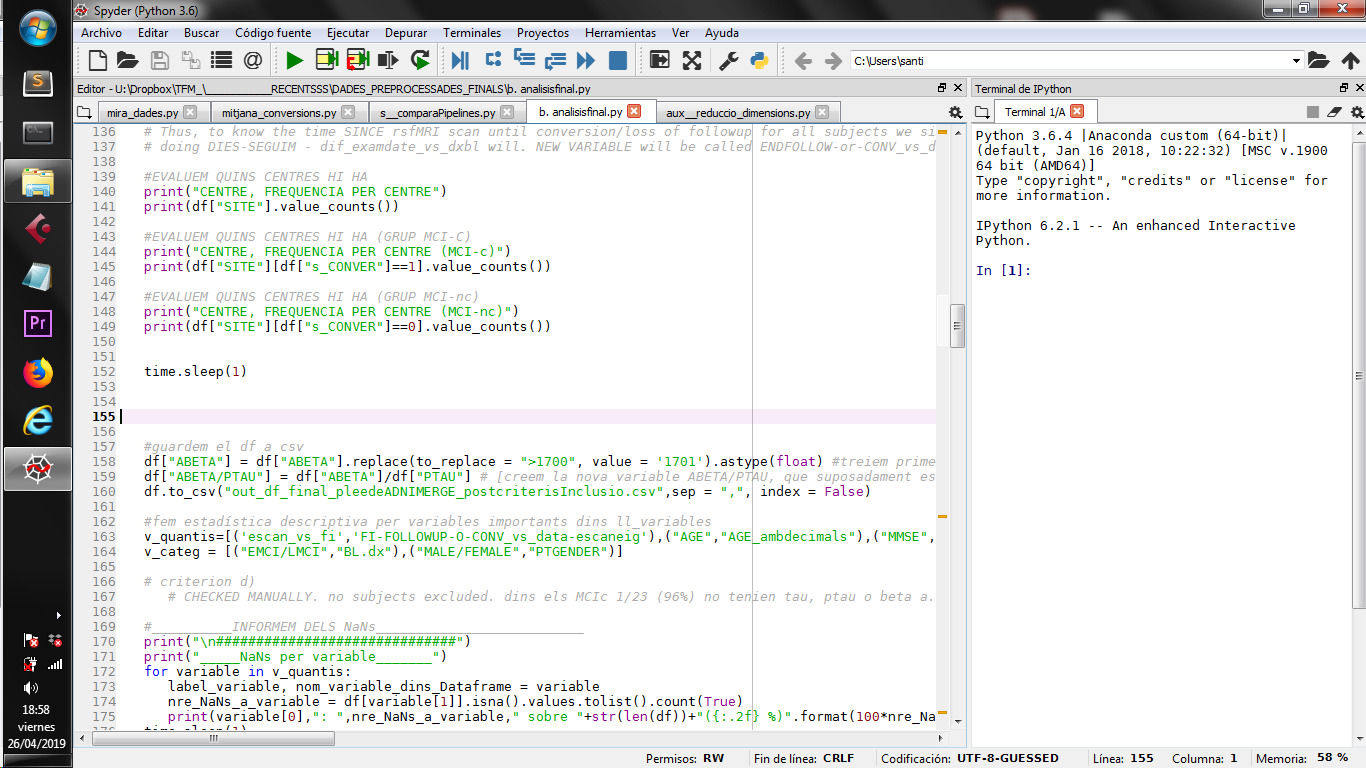 Spyder (Python 3.6)
Archivo Editar Buscar Código fuente Ejecutar Depurar Terminales Proyectos Herramientas Ver Ayuda
C:\Users\santi
Editor - U:\Dropbox\TFM_\___________RECENTSSS\DADES_PREPROCESSADES_FINALS\b. analisisfinal.py
mira_dades.py mitjana_conversions.py s__comparaPipelines.py b. analisisfinal.py aux__reduccio_dimensions.py
136 # Thus, to know the time SINCE rsfMRI scan until conversion/loss of followup for all subjects we si
137 # doing DIES-SEGUIM - dif_examdate_vs_dxbl will. NEW VARIABLE will be called ENDFOLLOW-or-CONV_vs_d
138
139 #EVALUEM QUINS CENTRES HI HA
140 print("CENTRE, FREQUENCIA PER CENTRE")
141 print(df["SITE"].value_counts())
142
143 #EVALUEM QUINS CENTRES HI HA (GRUP MCI-C)
144 print("CENTRE, FREQUENCIA PER CENTRE (MCI-c)")
145 print(df["SITE"][df["s_CONVER"]==1].value_counts())
146
147 #EVALUEM QUINS CENTRES HI HA (GRUP MCI-nc)
148 print("CENTRE, FREQUENCIA PER CENTRE (MCI-nc)")
149 print(df["SITE"][df["s_CONVER"]==0].value_counts())
150
151
152 time.sleep(1)
153
154
155
156
157 #guardem el df a csv
158 df["ABETA"] = df["ABETA"].replace(to_replace = ">1700", value = '1701').astype(float) #treiem prime
159 df["ABETA/PTAU"] = df["ABETA"]/df["PTAU"] # [creem la nova variable ABETA/PTAU, que suposadament es
160 df.to_csv("out_df_final_pleedeADNIMERGE_postcriterisInclusio.csv",sep = ",", index = False)
161
162 #fem estadística descriptiva per variables importants dins ll_variables
163 v_quantis=[('escan_vs_fi','FI-FOLLOWUP-O-CONV_vs_data-escaneig'),("AGE","AGE_ambdecimals"),("MMSE",
164 v_categ = [("EMCI/LMCI","BL.dx"),("MALE/FEMALE","PTGENDER")]
165
166 # criterion d)
167 # CHECKED MANUALLY. no subjects excluded. dins els MCIc 1/23 (96%) no tenien tau, ptau o beta a.
168
169 #__________INFORMEM DELS NaNs__________________________
170 print("\n##############################")
171 print("_____NaNs per variable_______")
172 for variable in v_quantis:
173 label_variable, nom_variable_dins_Dataframe = variable
174 nre_NaNs_a_variable = df[variable[1]].isna().values.tolist().count(True)
175 print(variable[0],": ",nre_NaNs_a_variable," sobre "+str(len(df))+"({:.2f} %)".format(100*nre_Na
Terminal de IPython
Terminal 1/A
Python 3.6.4 |Anaconda custom (64-bit)|
(default, Jan 16 2018, 10:22:32) [MSC v.1900
64 bit (AMD64)]
Type "copyright", "credits" or "license" for
more information.
IPython 6.2.1 -- An enhanced Interactive
Python.
In [1]:
Pr
18:58
viernes
26/04/2019
Permisos: RW Fin de línea: CRLF Codificación: UTF-8-GUESSED Línea: 155 Columna: 1 Memoria: 58 %